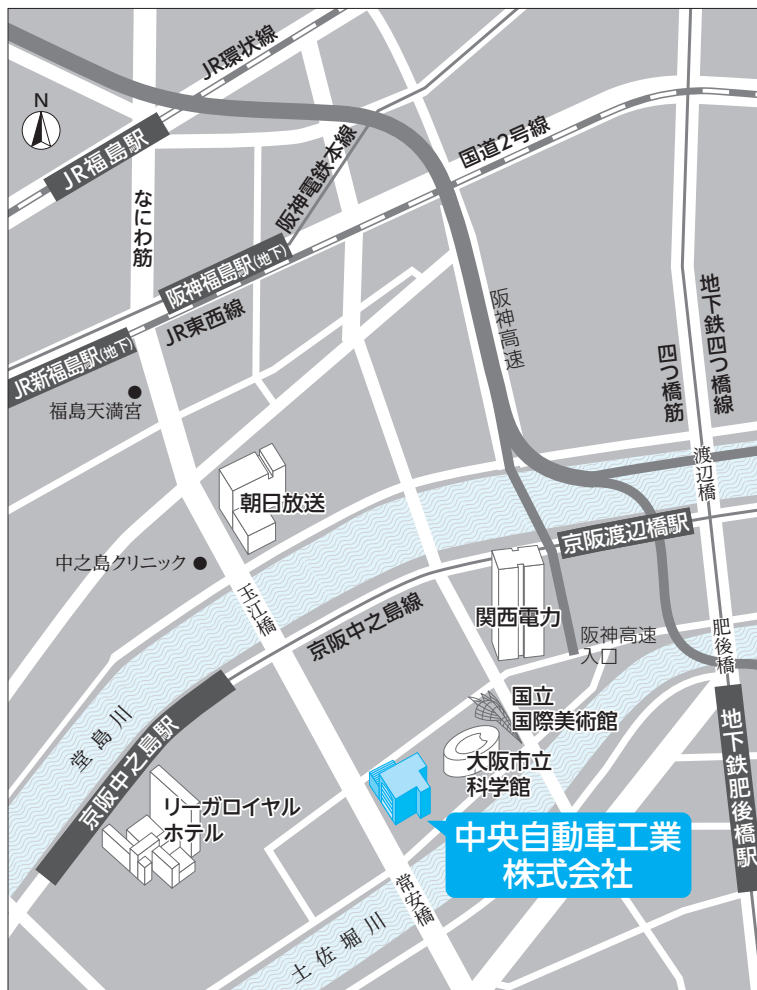 JR環状線
N
JR福島駅
国道2号線
阪神電鉄本線
なにわ筋
阪神福島駅(地下)
JR東西線
JR新福島駅(地下)
福島天満宮
阪神高速
地下鉄四つ橋線
四つ橋筋
渡辺橋
朝日放送
京阪渡辺橋駅
中之島クリニック
玉江橋
京阪中之島線
関西電力
阪神高速
入口
肥後橋
国立
国際美術館
堂島川
京阪中之島駅
大阪市立
科学館
地下鉄肥後橋駅
リーガロイヤル
ホテル
中央自動車工業
株式会社
常安橋
土佐堀川